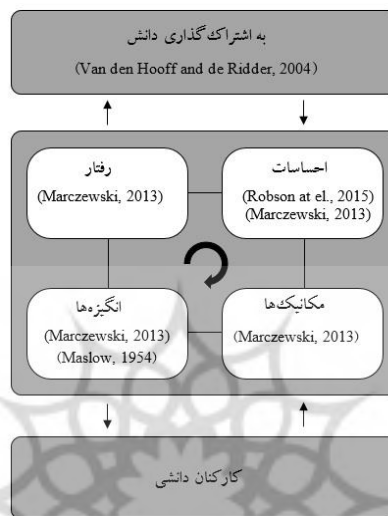 به اشتراک‌گذاری دانش
(Van den Hooff and de Ridder, 2004)
رفتار
(Marczewski, 2013)
احساسات
(Robson at el., 2015)
(Marczewski, 2013)
انگیزه‌ها
(Marczewski, 2013)
(Maslow, 1954)
مکانیک‌ها
(Marczewski, 2013)
کارکنان دانشی